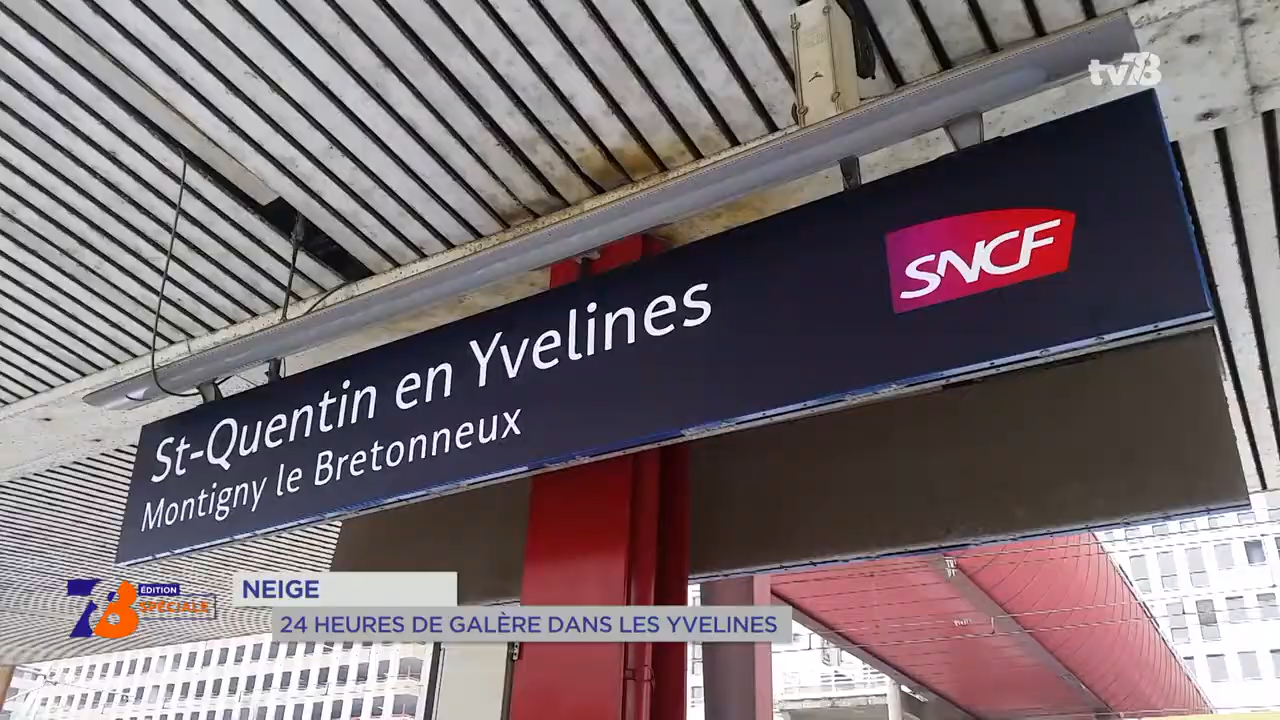 tv78
SNCF
St-Quentin en Yvelines
Montigny le Bretonneux
78
ÉDITION
SPÉCIALE
NEIGE
24 HEURES DE GALÈRE DANS LES YVELINES